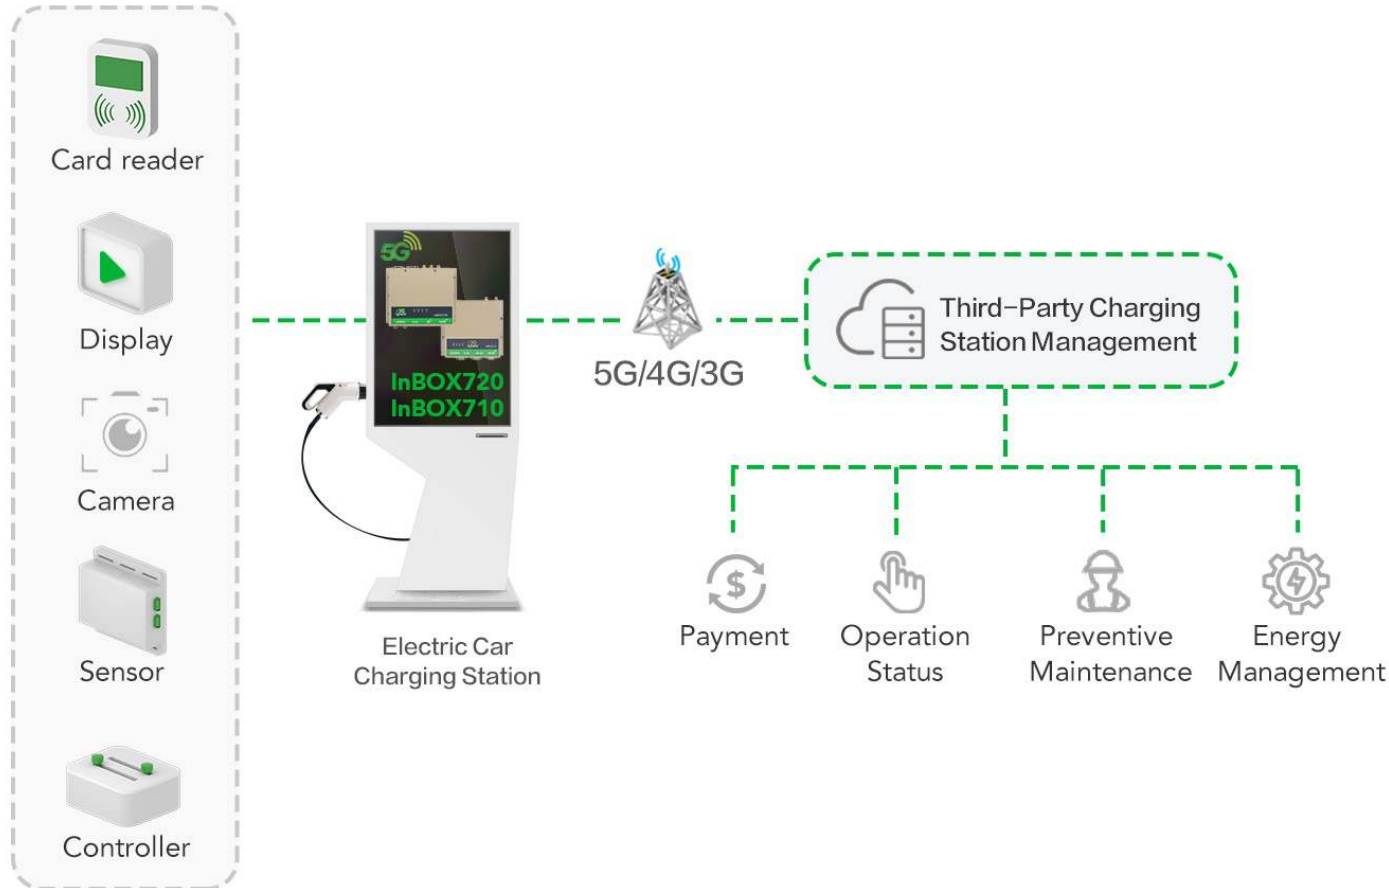 Card reader
Display
Camera
Sensor
Controller
5G
InBOX720
InBOX710
Electric Car
Charging Station
5G/4G/3G
Third-Party Charging
Station Management
$
Payment
Operation
Status
Preventive
Maintenance
Energy
Management